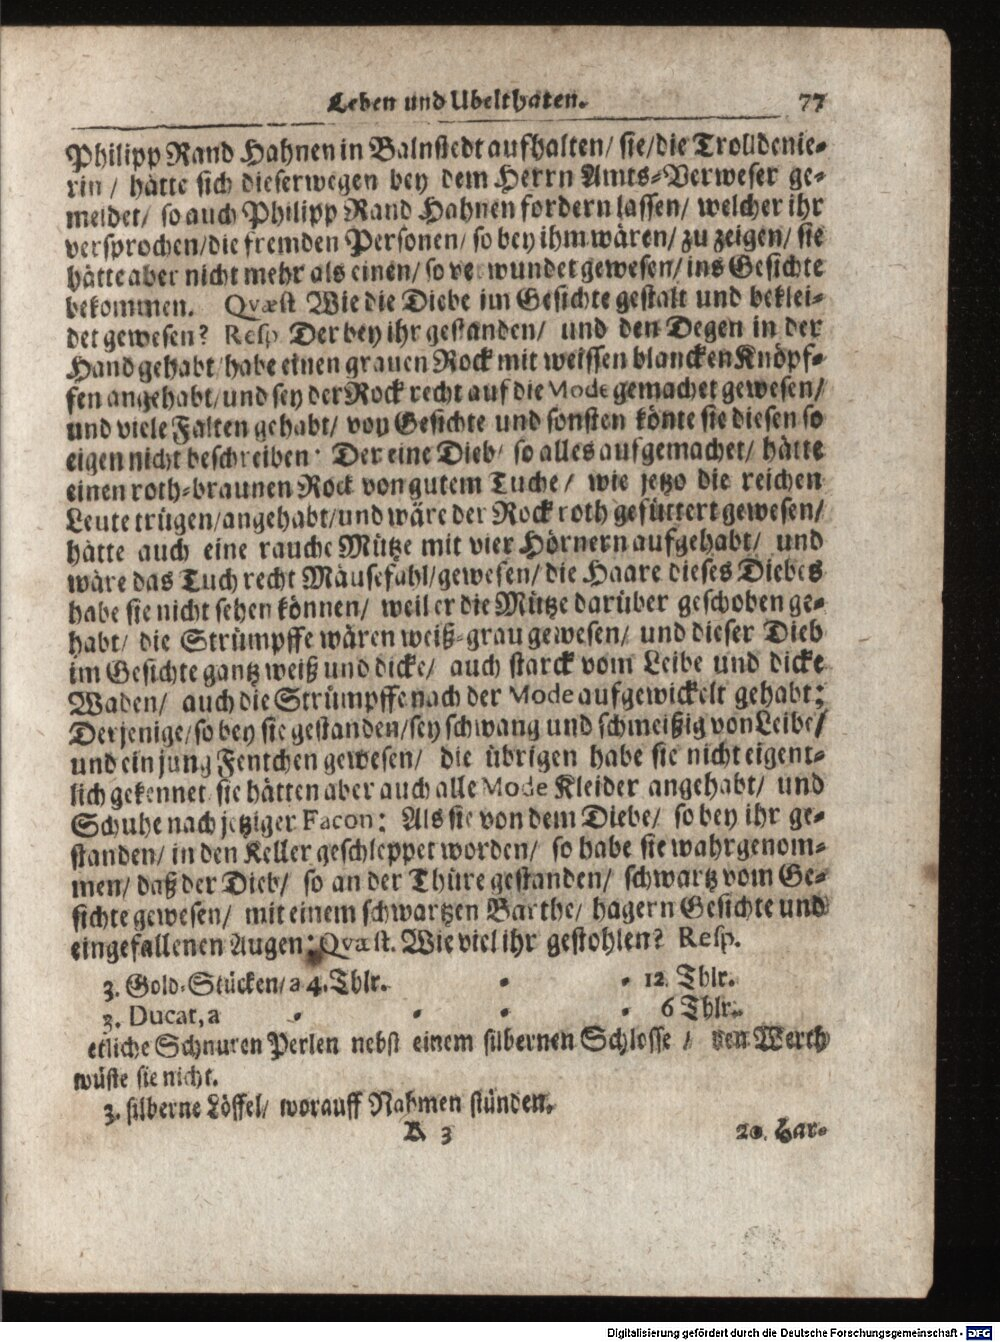 Leben und Ubelthaten. 77
Philipp Rand Hahnen in Balnstedt aufhalten/ sie/die Trolldenie-
rin / hätte sich dieserwegen bey dem Herrn Amts-Verweser ge-
meldet/ so auch Philipp Rand Hahnen fordern lassen/ welcher ihr
versprochen/die fremden Personen/ so bey ihm wären/ zu zeigen/ sie
hätte aber nicht mehr als einen/ so verwundet gewesen/ ins Gesichte
bekommen. Qvæst Wie die Diebe im Gesichte gestalt und beklei-
det gewesen? Resp Der bey ihr gestanden/ und den Degen in der
Hand gehabt/ habe einen grauen Rock mit weissen blancken Knöpf-
fen angehabt/ und sey der Rock recht auf die Mode gemachet gewesen/
und viele Falten gehabt/ von Gesichte und sonsten könte sie diesen so
eigen nicht beschreiben: Der eine Dieb/ so alles aufgemachet/ hätte
einen roth-braunen Rock von gutem Tuche/ wie jetzo die reichen
Leute trügen/angehabt/und wäre der Rock roth gefüttert gewesen/
hätte auch eine rauche Mütze mit vier Hörnern aufgehabt/ und
wäre das Tuch recht Mäusefahl/gewesen/ die Haare dieses Diebes
habe sie nicht sehen können/ weil er die Mütze darüber geschoben ge-
habt/ die Strümpffe wären weiß-grau gewesen/ und dieser Dieb
im Gesichte gantz weiß und dicke/ auch starck vom Leibe und dicke
Waden/ auch die Strümpffe nach der Mode aufgewickelt gehabt;
Derjenige/so bey sie gestanden/sey schwang und schmeißig von Leibe/
und ein jung Fentchen gewesen/ die übrigen habe sie nicht eigent-
lich gekennet sie hätten aber auch alle Mode Kleider angehabt/ und
Schuhe nach jetziger Facon: Als sie von dem Diebe/ so bey ihr ge-
standen/ in den Keller geschleppet worden/ so habe sie wahrgenom-
men/ daß der Dieb/ so an der Thüre gestanden/ schwartz vom Ge-
sichte gewesen/ mit einem schwartzen Barthe/ hagern Gesichte und
eingefallenen Augen: Qvæst. Wie viel ihr gestohlen? Resp.
3. Gold-Stücken/ a 4. Thlr. - - 12. Thlr.
3. Ducat, a - - - - 6 Thlr.
etliche Schnuren Perlen nebst einem silbernen Schlosse / den Werth
wüste sie nicht.
3. silberne Löffel/ worauff Nahmen stünden.
K 3 20. Har-
Digitalisierung gefördert durch die Deutsche Forschungsgemeinschaft - DFG